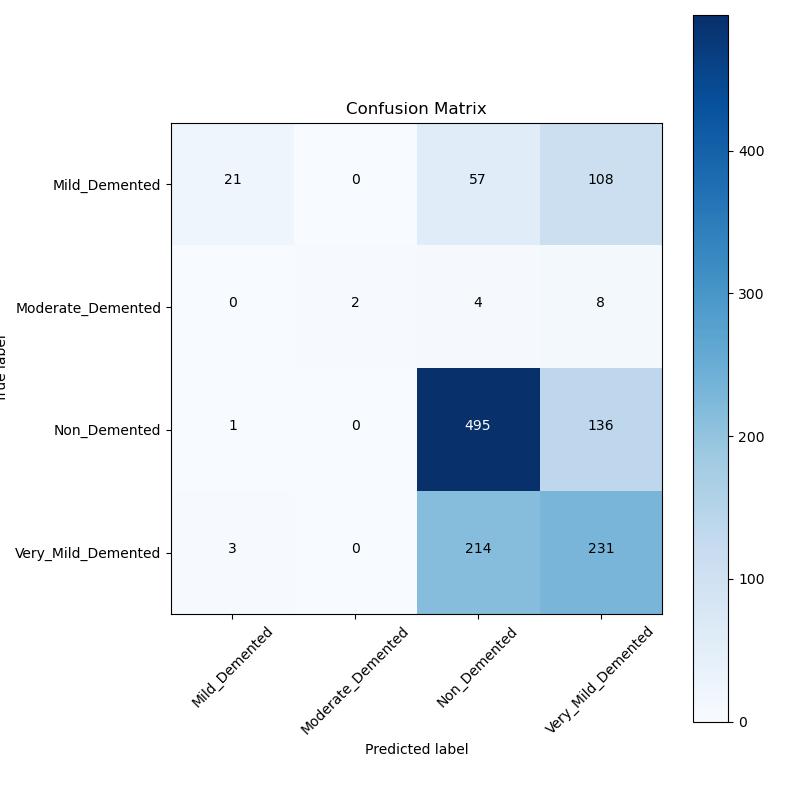 Confusion Matrix
Mild_Demented 21 0 57 108
Moderate_Demented 0 2 4 8
Non_Demented 1 0 495 136
Very_Mild_Demented 3 0 214 231
Mild_Demented
Moderate_Demented
Non_Demented
Very_Mild_Demented
Predicted label
400
300
200
100
0